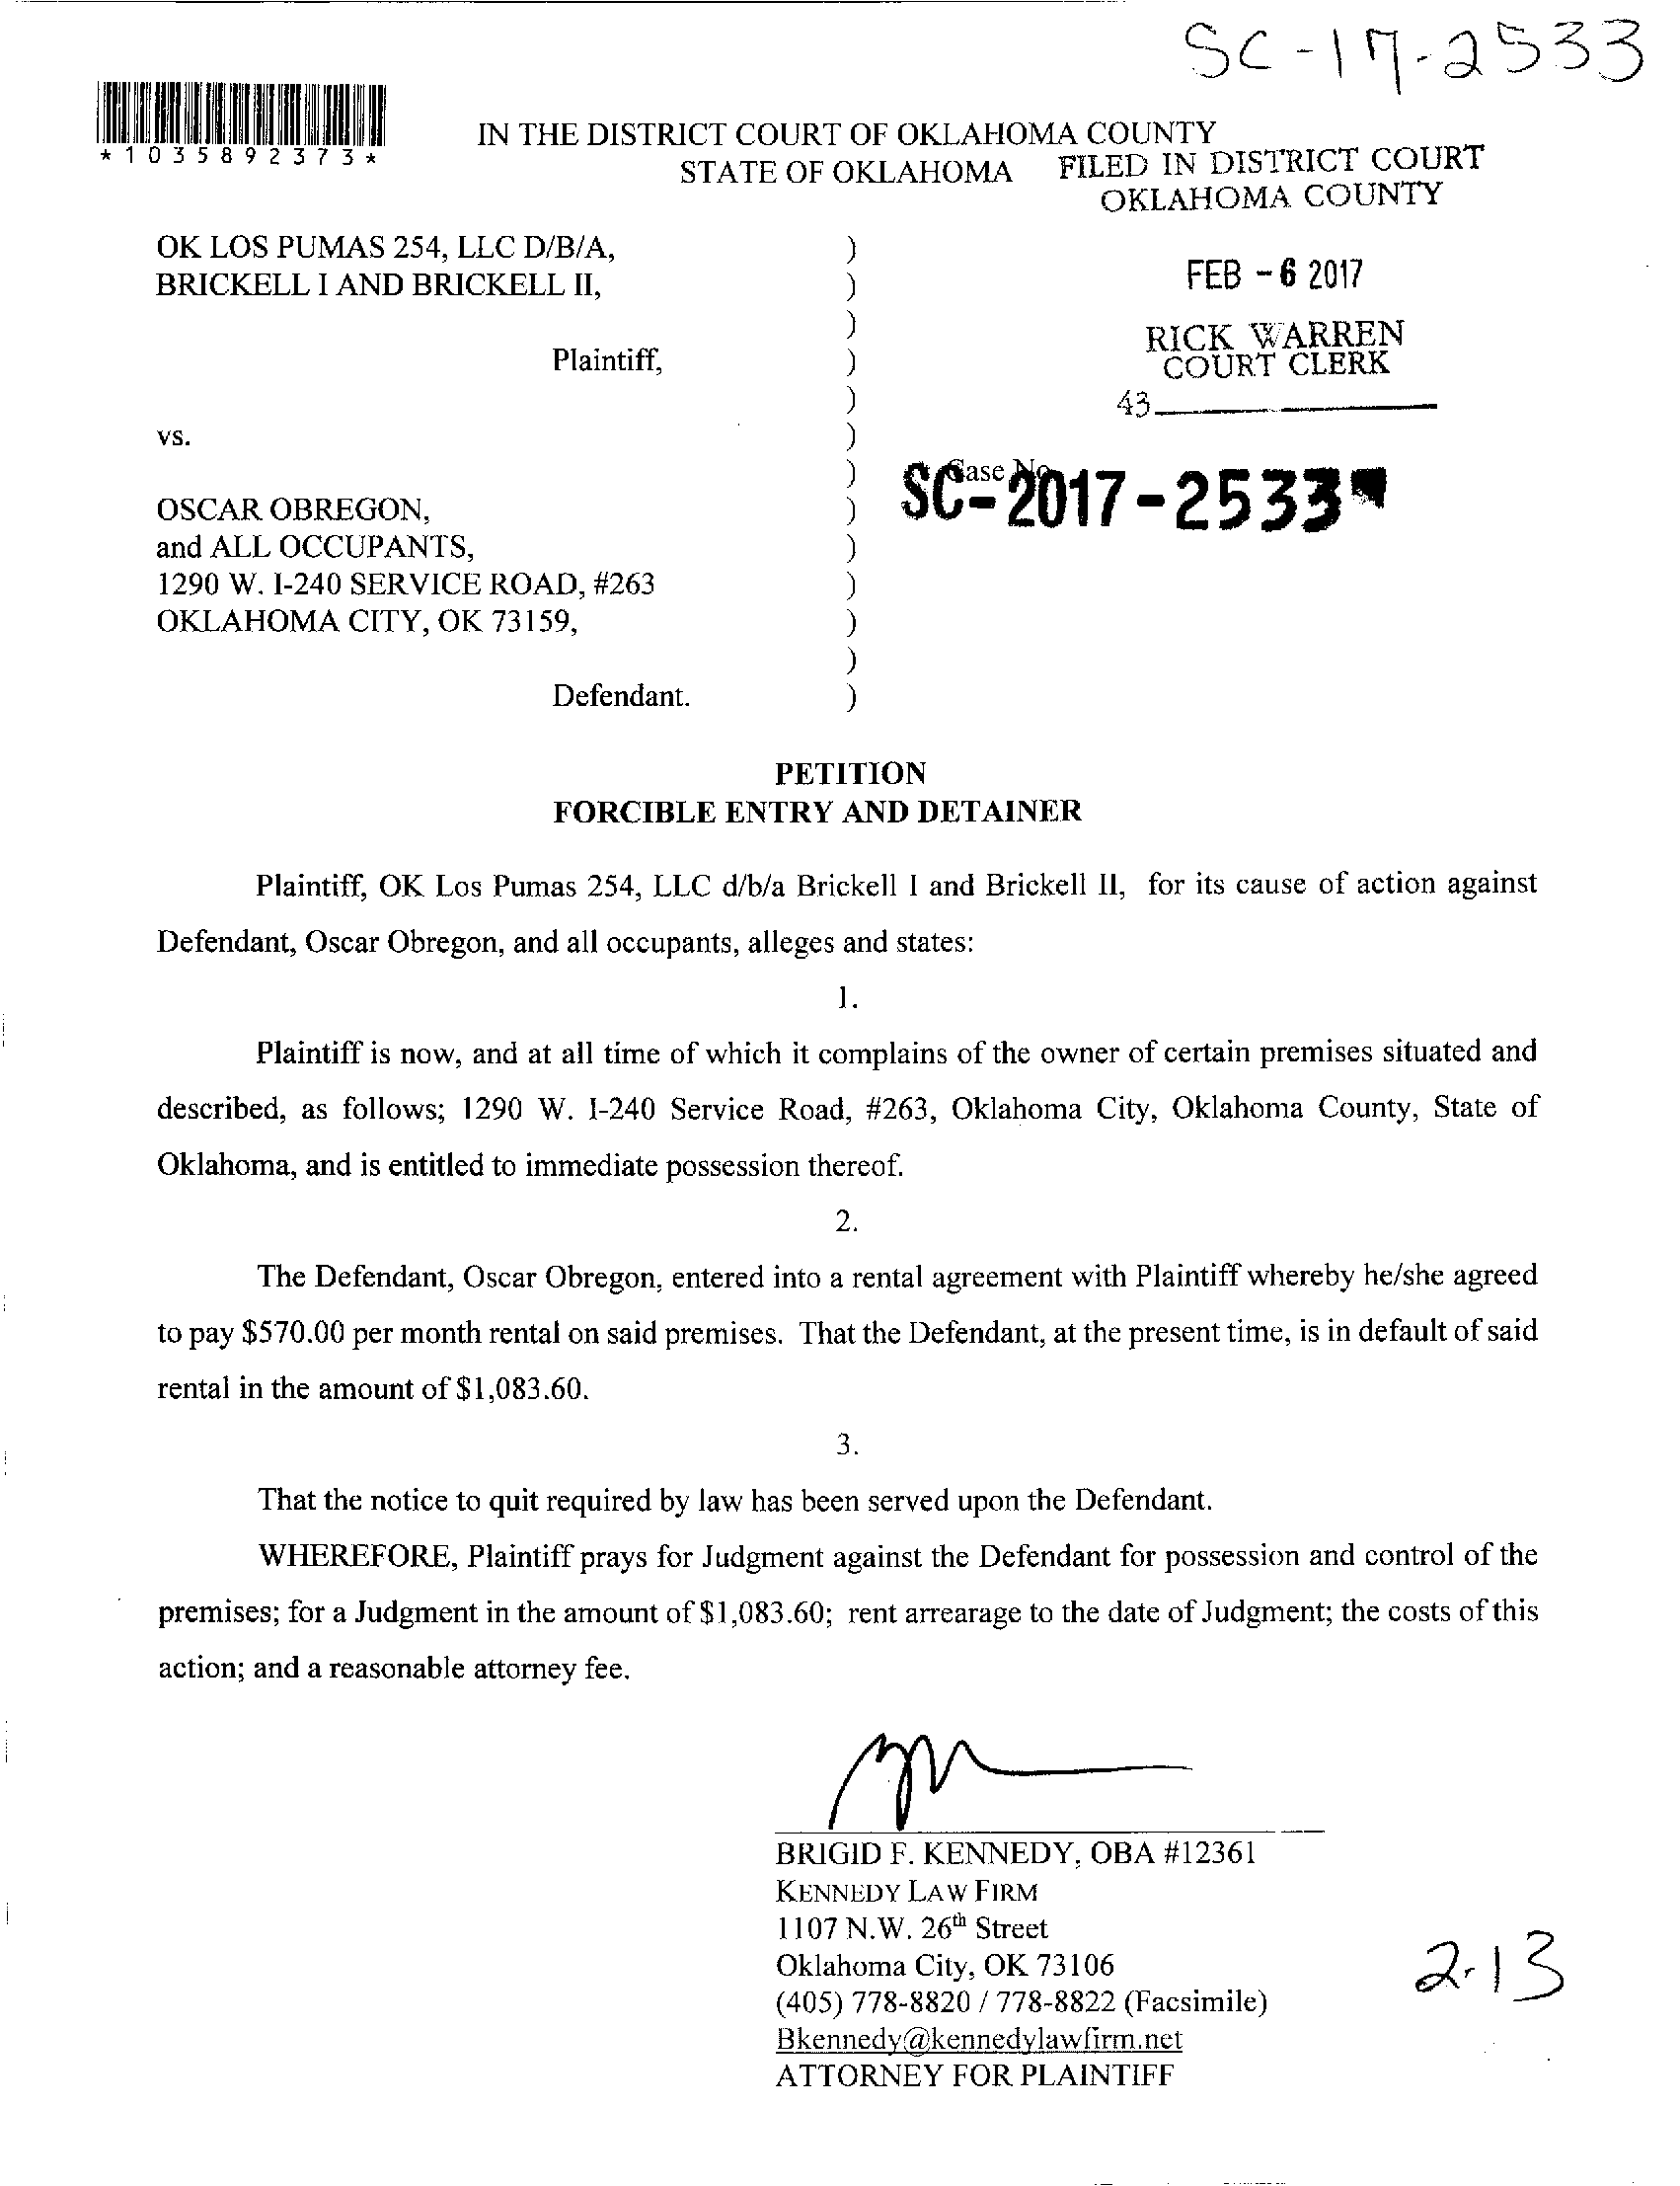 SC-17-2533
*1035892373*
IN THE DISTRICT COURT OF OKLAHOMA COUNTY
STATE OF OKLAHOMA
FILED IN DISTRICT COURT
OKLAHOMA COUNTY
FEB - 6 2017
RICK WARREN
COURT CLERK
43
OK LOS PUMAS 254, LLC D/B/A, )
BRICKELL I AND BRICKELL II, )
)
Plaintiff, )
)
vs. )
) Case No.
SC-2017-2533
OSCAR OBREGON, )
and ALL OCCUPANTS, )
1290 W. I-240 SERVICE ROAD, #263 )
OKLAHOMA CITY, OK 73159, )
)
Defendant. )
PETITION
FORCIBLE ENTRY AND DETAINER
Plaintiff, OK Los Pumas 254, LLC d/b/a Brickell I and Brickell II, for its cause of action against
Defendant, Oscar Obregon, and all occupants, alleges and states:
1.
Plaintiff is now, and at all time of which it complains of the owner of certain premises situated and
described, as follows; 1290 W. I-240 Service Road, #263, Oklahoma City, Oklahoma County, State of
Oklahoma, and is entitled to immediate possession thereof.
2.
The Defendant, Oscar Obregon, entered into a rental agreement with Plaintiff whereby he/she agreed
to pay $570.00 per month rental on said premises. That the Defendant, at the present time, is in default of said
rental in the amount of $1,083.60.
3.
That the notice to quit required by law has been served upon the Defendant.
WHEREFORE, Plaintiff prays for Judgment against the Defendant for possession and control of the
premises; for a Judgment in the amount of $1,083.60; rent arrearage to the date of Judgment; the costs of this
action; and a reasonable attorney fee.
BRIGID F. KENNEDY, OBA #12361
KENNEDY LAW FIRM
1107 N.W. 26th Street
Oklahoma City, OK 73106
(405) 778-8820 / 778-8822 (Facsimile)
Bkennedy@kennedylawfirm.net
ATTORNEY FOR PLAINTIFF
2-13